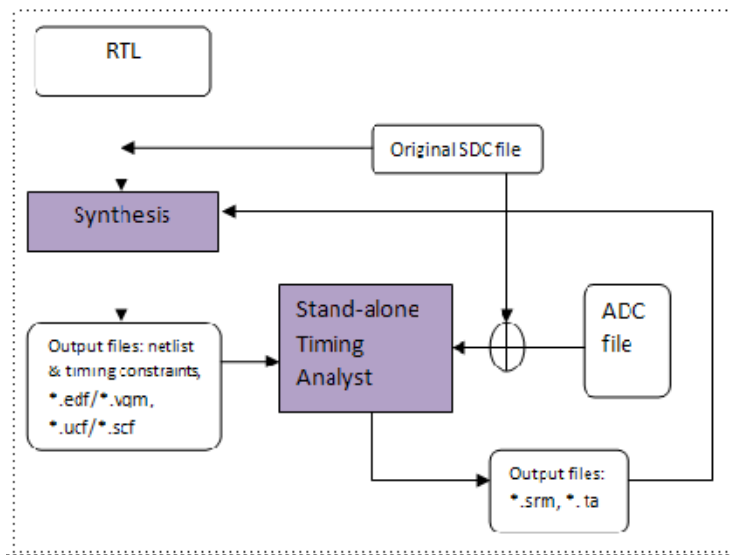 RTL
Original SDC file
Synthesis
Stand-alone
Timing
Analyst
ADC
file
Output files: netlist
& timing constraints,
*.edf/*.vqm,
*.ucf/*.scf
Output files:
*.srm, *. ta